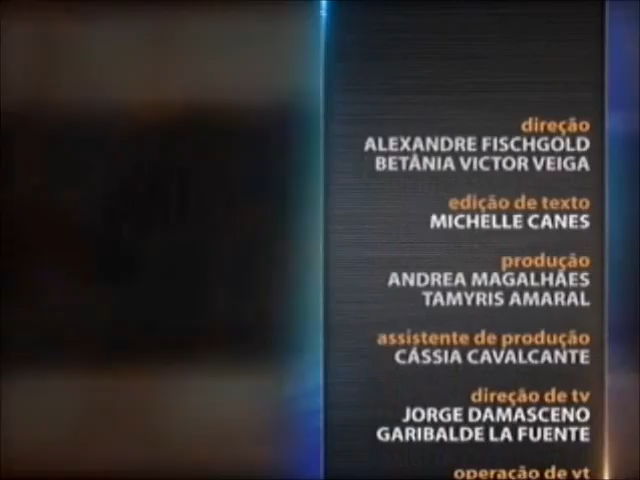 direção
ALEXANDRE FISCHGOLD
BETÂNIA VICTOR VEIGA
edição de texto
MICHELLE CANES
produção
ANDREA MAGALHÃES
TAMYRIS AMARAL
assistente de produção
CÁSSIA CAVALCANTE
direção de tv
JORGE DAMASCENO
GARIBALDE LA FUENTE
operação de vt